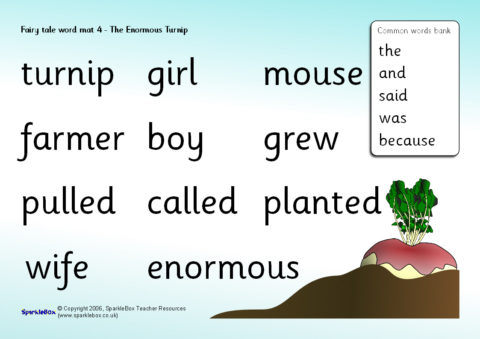 Fairy tale word mat 4 - The Enormous Turnip
turnip girl mouse
farmer boy grew
pulled called planted
wife enormous
Common words bank
the
and
said
was
because
SparkleBox
© Copyright 2006, SparkleBox Teacher Resources
(www.sparklebox.co.uk)